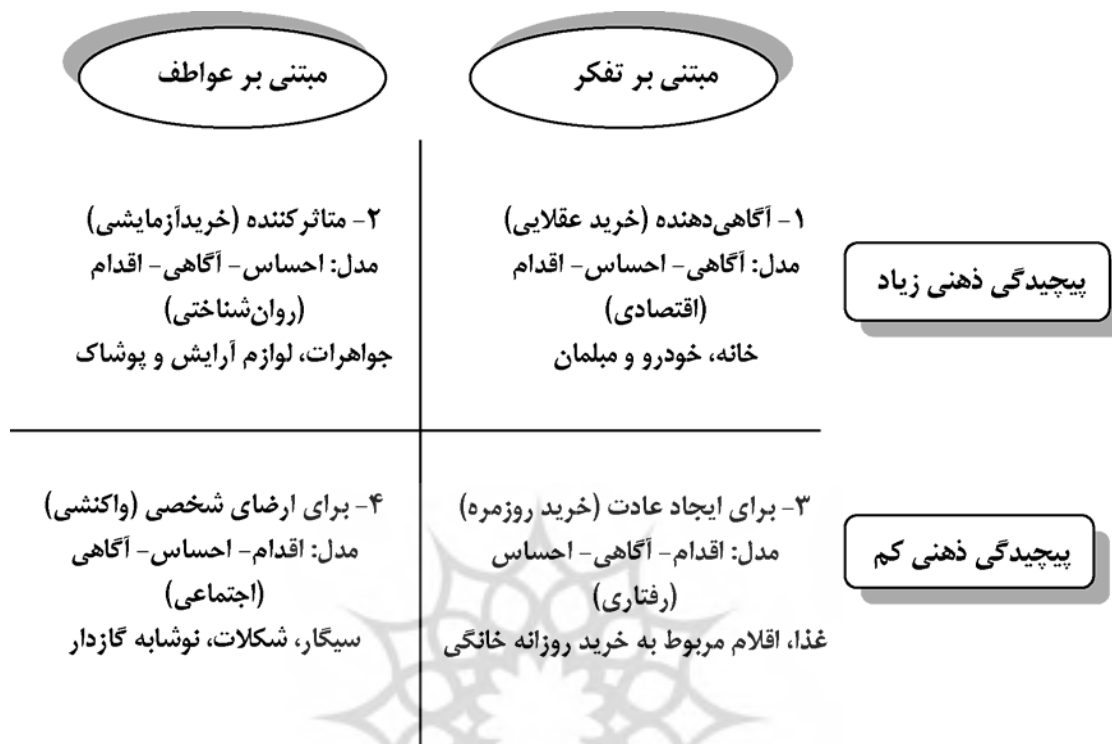 مبتنی بر تفکر
مبتنی بر عواطف
پیچیدگی ذهنی زیاد
۱- آگاهی‌دهنده (خرید عقلایی)
مدل: آگاهی- احساس- اقدام
(اقتصادی)
خانه، خودرو و مبلمان
۲- متاثرکننده (خریدآزمایشی)
مدل: احساس- آگاهی- اقدام
(روان‌شناختی)
جواهرات، لوازم آرایش و پوشاک
پیچیدگی ذهنی کم
۳- برای ایجاد عادت (خرید روزمره)
مدل: اقدام- آگاهی- احساس
(رفتاری)
غذا، اقلام مربوط به خرید روزانه خانگی
۴- برای ارضای شخصی (واکنشی)
مدل: اقدام- احساس- آگاهی
(اجتماعی)
سیگار، شکلات، نوشابه گازدار